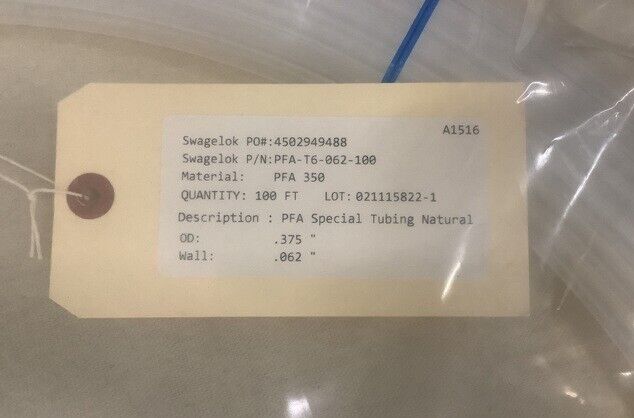 A1516
Swagelok PO#:4502949488
Swagelok P/N:PFA-T6-062-100
Material: PFA 350
QUANTITY: 100 FT LOT: 021115822-1
Description : PFA Special Tubing Natural
OD: .375 "
Wall: .062 "